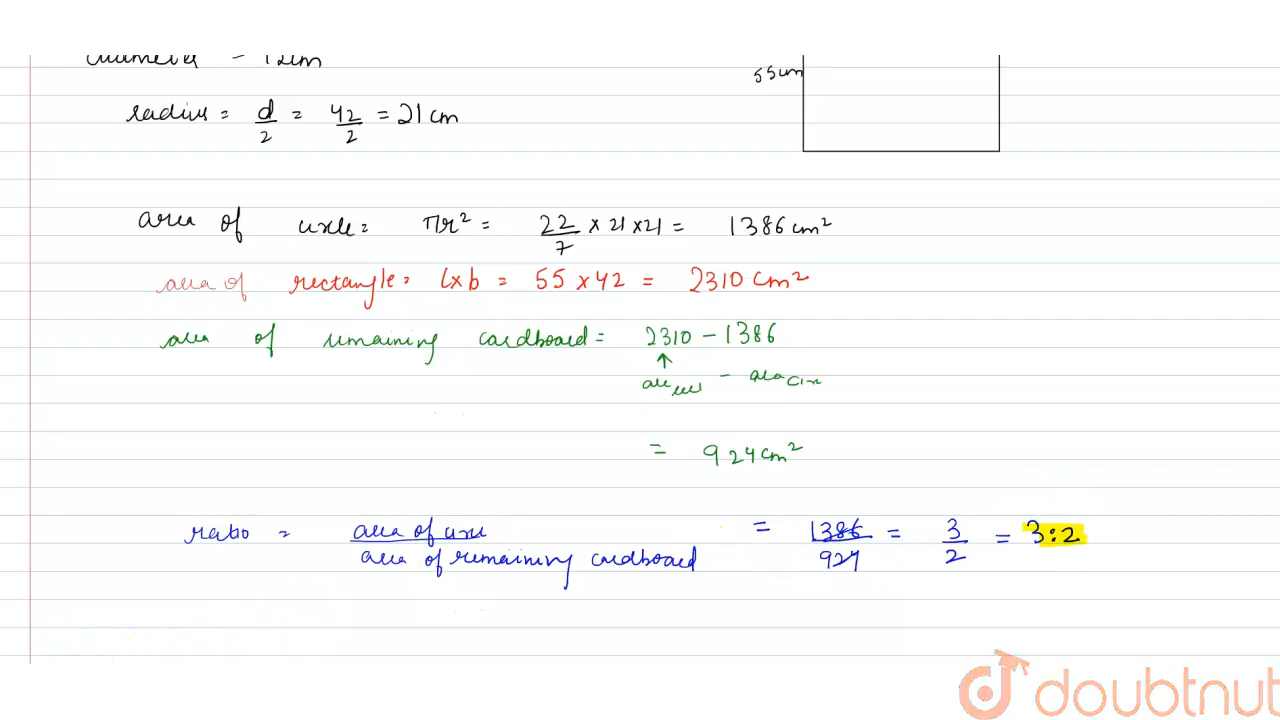 55cm
radius = d/2 = 42/2 = 21 cm
area of = πr² = 22/7 × 21 × 21 = 1386 cm²
area of rectangle = l×b = 55 × 42 = 2310 cm²
area of remaining cardboard = 2310 - 1386
↑
-
= 924 cm²
ratio = area of / area of remaining cardboard = 1386/924 = 3/2 = 3:2
doubtnut